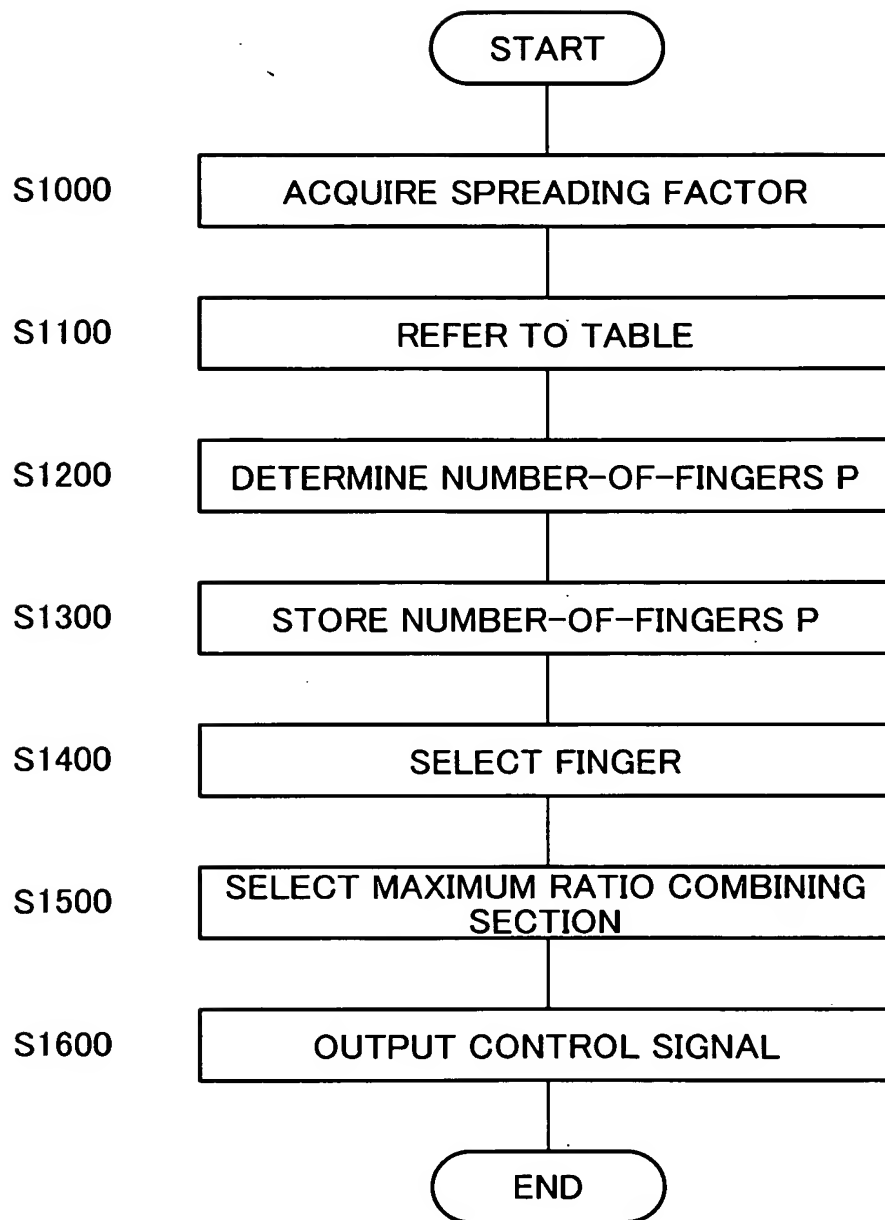 START
S1000 ACQUIRE SPREADING FACTOR
S1100 REFER TO TABLE
S1200 DETERMINE NUMBER-OF-FINGERS P
S1300 STORE NUMBER-OF-FINGERS P
S1400 SELECT FINGER
S1500 SELECT MAXIMUM RATIO COMBINING
SECTION
S1600 OUTPUT CONTROL SIGNAL
END